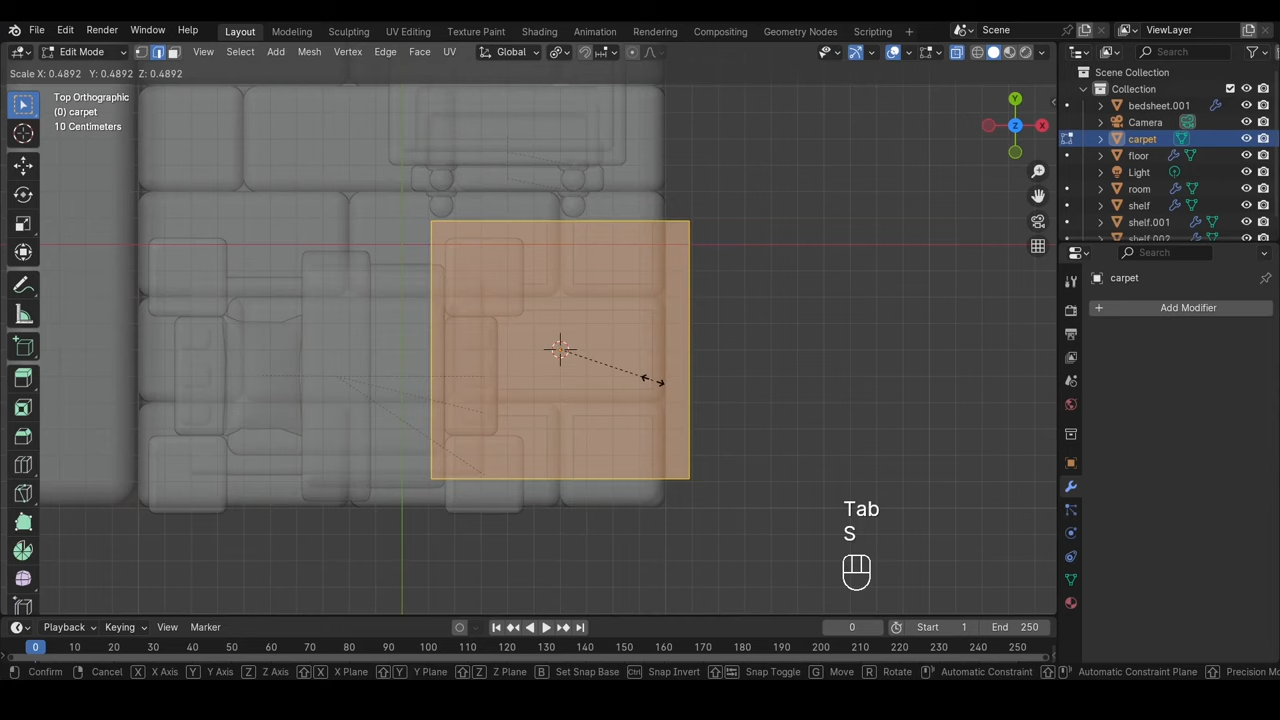 File Edit Render Window Help
Layout Modeling Sculpting UV Editing Texture Paint Shading Animation Rendering Compositing Geometry Nodes Scripting +
Scene
ViewLayer
Edit Mode
View Select Add Mesh Vertex Edge Face UV
Global
Search
Scale X: 0.4892 Y: 0.4892 Z: 0.4892
Top Orthographic
(0) carpet
10 Centimeters
Y
Z
X
Scene Collection
Collection
bedsheet.001
Camera
carpet
floor
Light
room
shelf
shelf.001
shelf.002
Search
carpet
+ Add Modifier
Tab
S
Playback Keying View Marker
0
Start 1
End 250
0 10 20 30 40 50 60 70 80 90 100 110 120 130 140 150 160 170 180 190 200 210 220 230 240 250
Confirm Cancel X X Axis Y Y Axis Z Z Axis X X Plane Y Y Plane Z Z Plane B Set Snap Base Ctrl Snap Invert Snap Toggle G Move R Rotate Automatic Constraint Automatic Constraint Plane Precision Mo